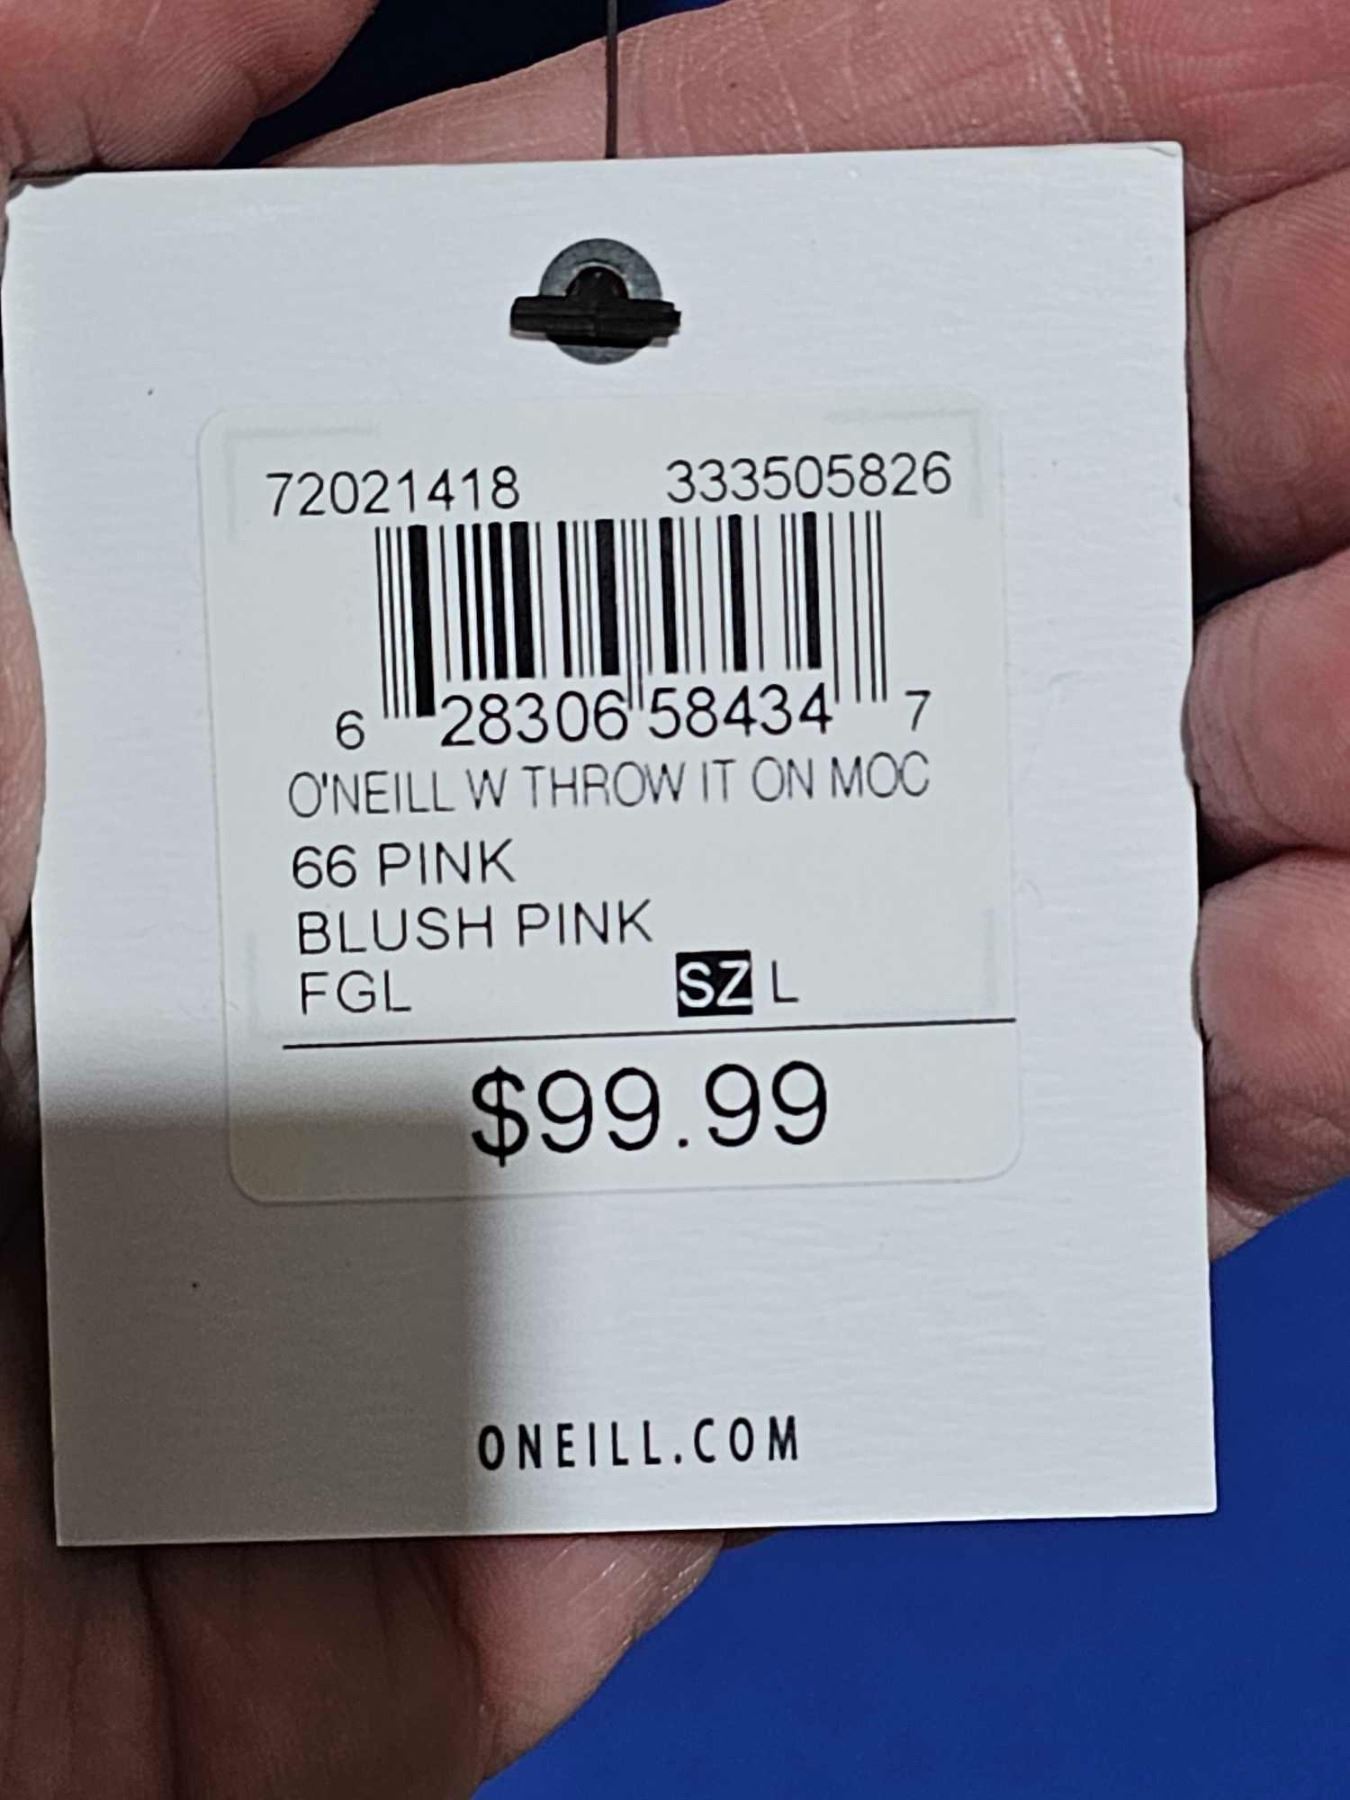 72021418 333505826
6 28306 58434 7
O'NEILL W THROW IT ON MOC
66 PINK
BLUSH PINK
FGL SZ L
$99.99
ONEILL.COM